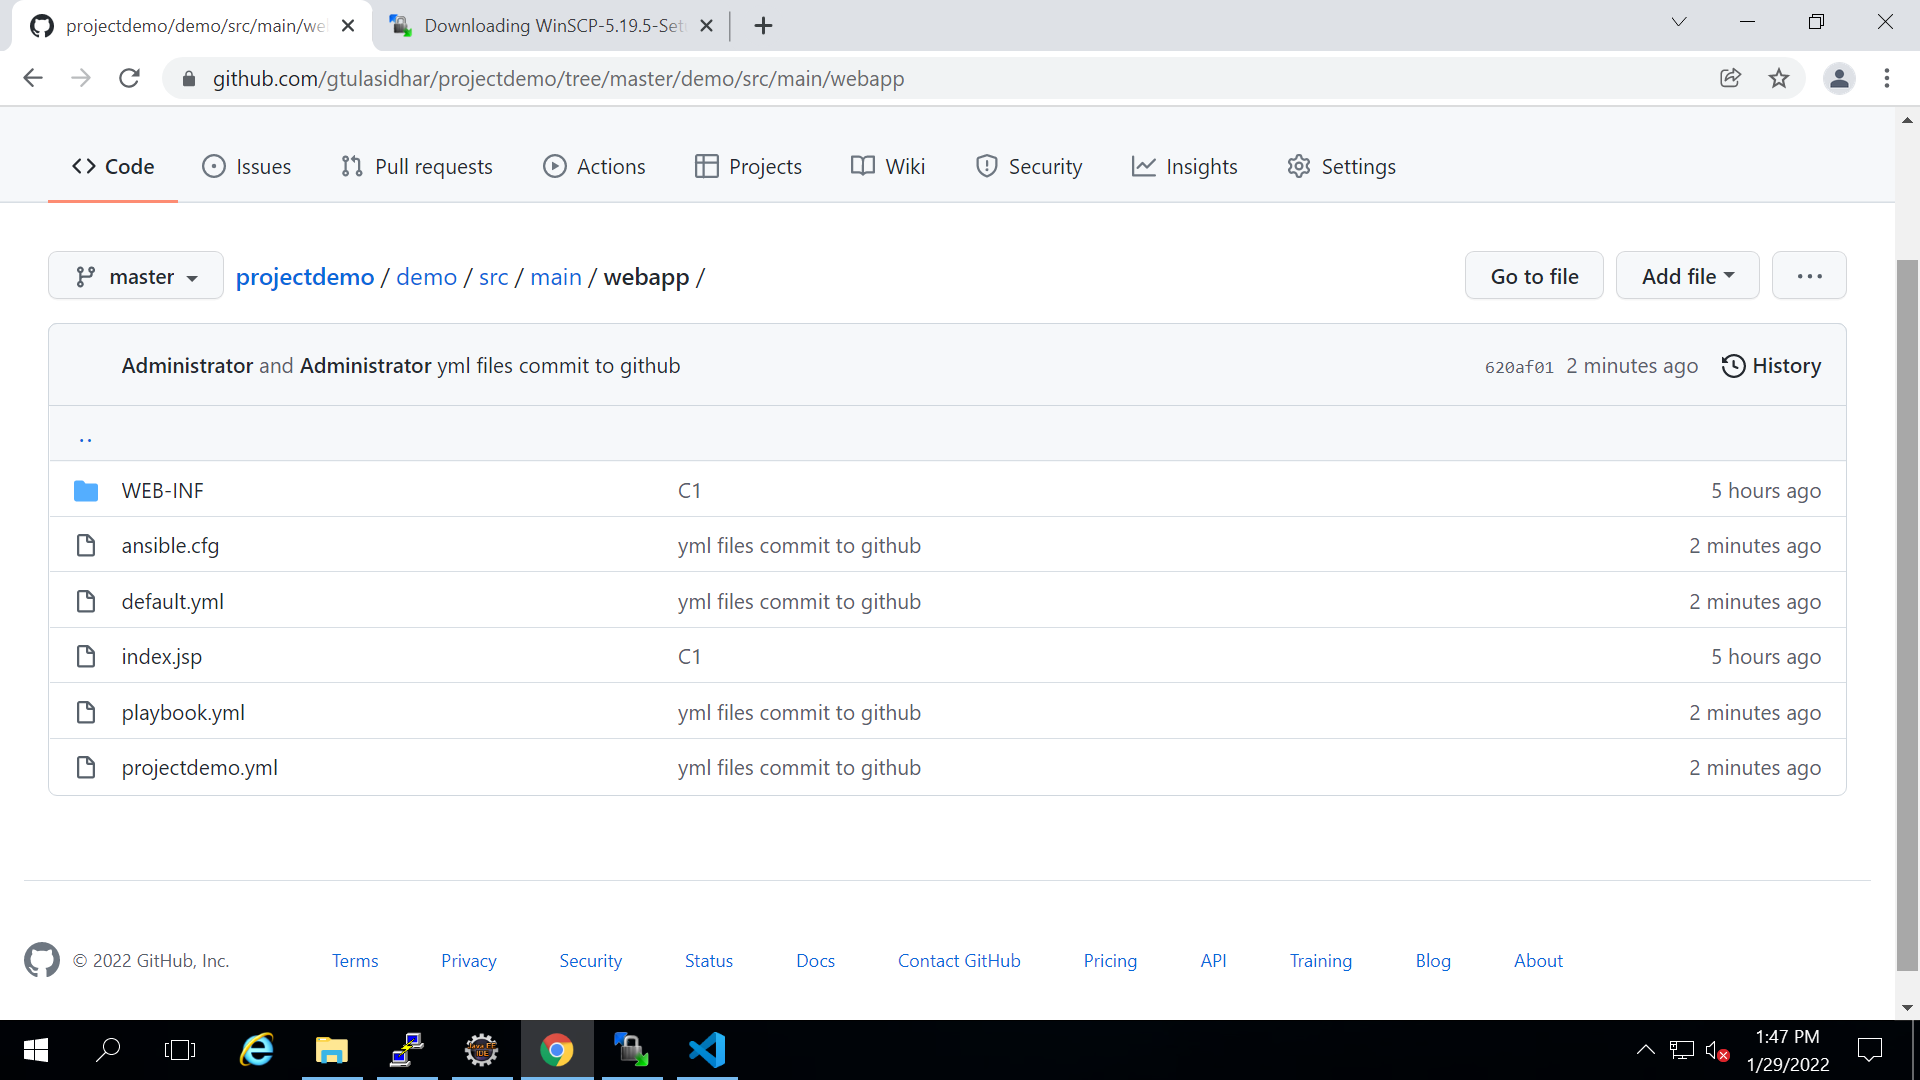 projectdemo/demo/src/main/we
Downloading WinSCP-5.19.5-Set
github.com/gtulasidhar/projectdemo/tree/master/demo/src/main/webapp
Code Issues Pull requests Actions Projects Wiki Security Insights Settings
master projectdemo / demo / src / main / webapp / Go to file Add file ...
Administrator and Administrator yml files commit to github 620af01 2 minutes ago History
..
WEB-INF C1 5 hours ago
ansible.cfg yml files commit to github 2 minutes ago
default.yml yml files commit to github 2 minutes ago
index.jsp C1 5 hours ago
playbook.yml yml files commit to github 2 minutes ago
projectdemo.yml yml files commit to github 2 minutes ago
© 2022 GitHub, Inc. Terms Privacy Security Status Docs Contact GitHub Pricing API Training Blog About
Java EE
IDE
1:47 PM
1/29/2022